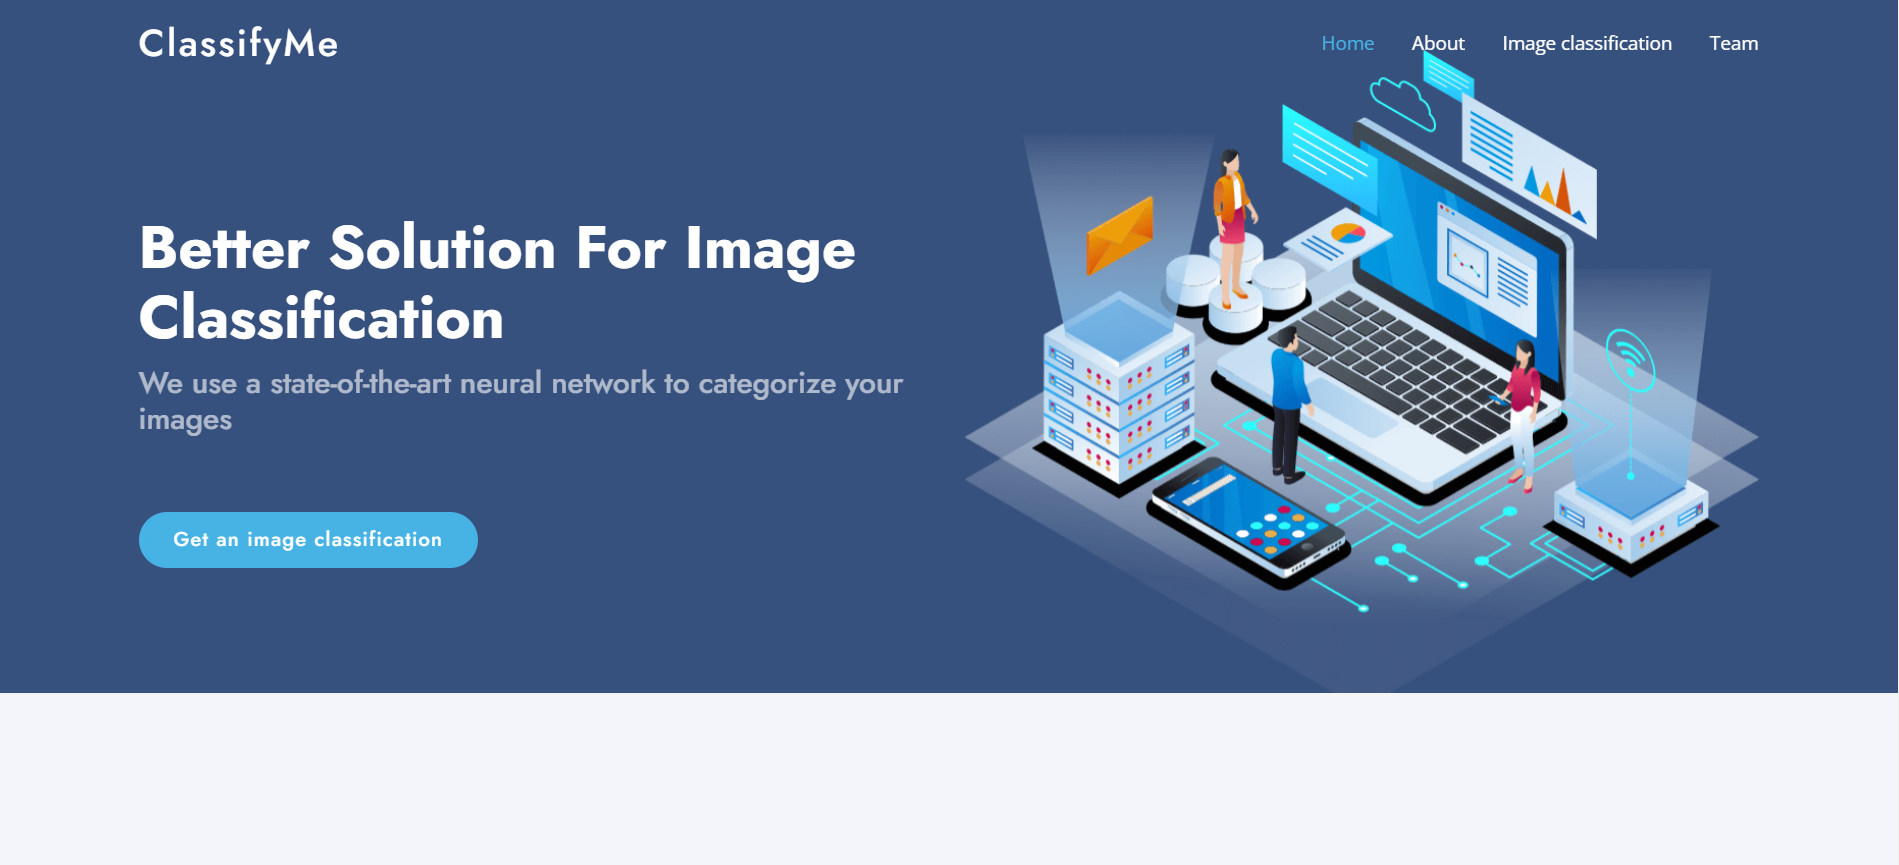 ClassifyMe
Home About Image classification Team
Better Solution For Image
Classification
We use a state-of-the-art neural network to categorize your
images
Get an image classification